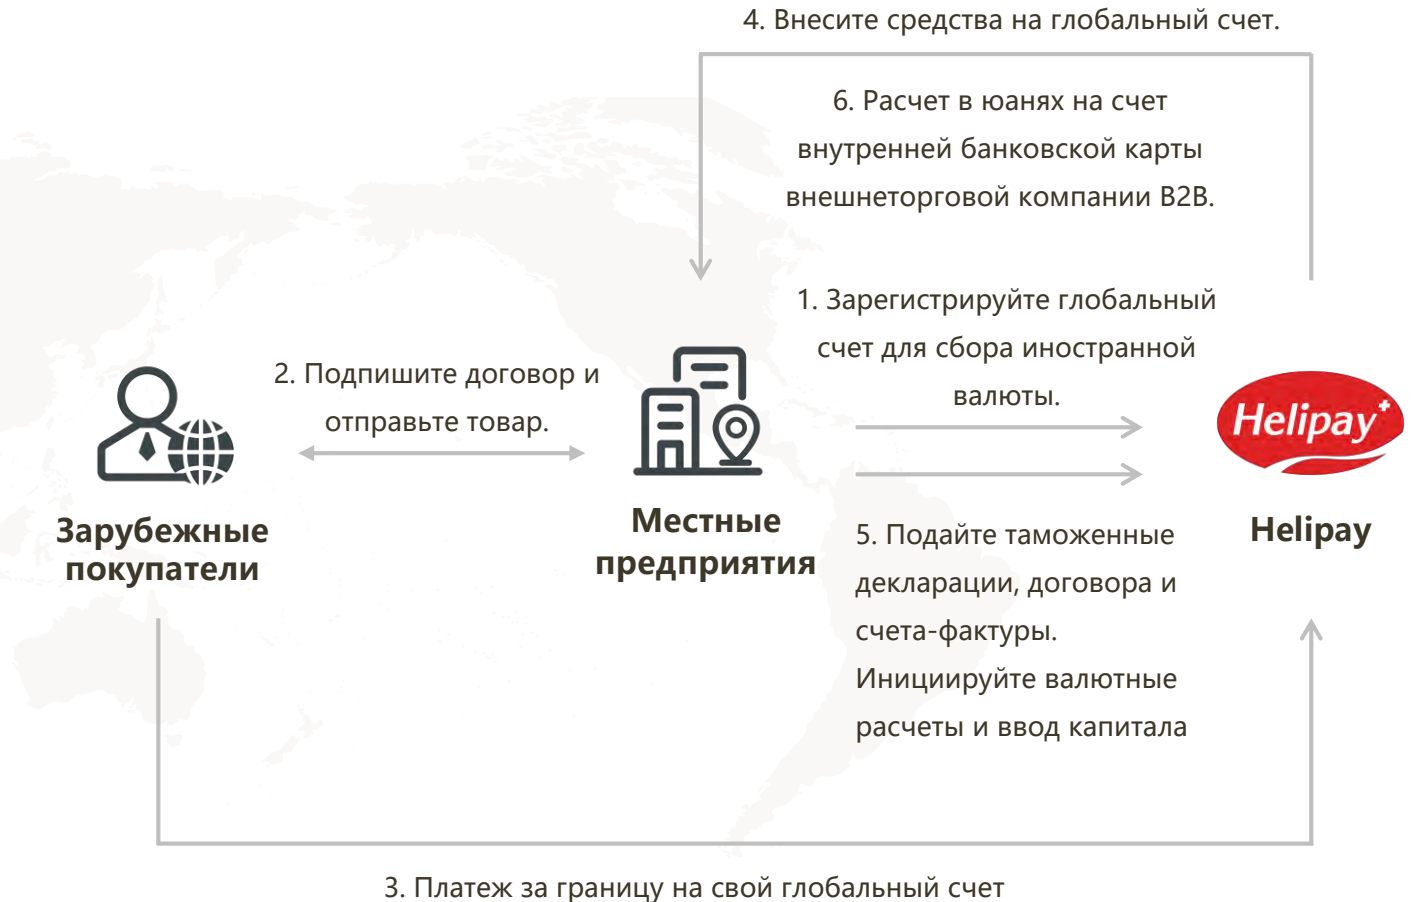 4. Внесите средства на глобальный счет.
6. Расчет в юанях на счет
внутренней банковской карты
внешнеторговой компании B2B.
1. Зарегистрируйте глобальный
счет для сбора иностранной
валюты.
2. Подпишите договор и
отправьте товар.
Helipay+
Зарубежные
покупатели
Местные
предприятия
Helipay
5. Подайте таможенные
декларации, договора и
счета-фактуры.
Инициируйте валютные
расчеты и ввод капитала
3. Платеж за границу на свой глобальный счет